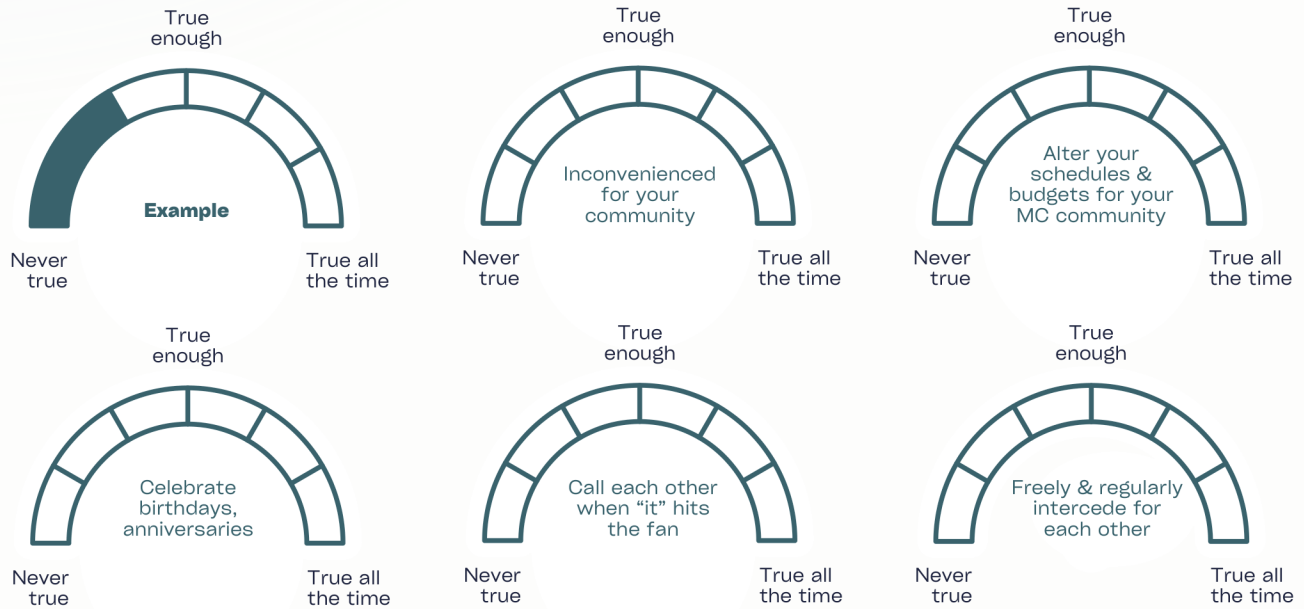 True
enough
Example
Never
true
True all
the time
True
enough
Inconvenienced
for your
community
Never
true
True all
the time
True
enough
Alter your
schedules &
budgets for your
MC community
Never
true
True all
the time
True
enough
Celebrate
birthdays,
anniversaries
Never
true
True all
the time
True
enough
Call each other
when “it” hits
the fan
Never
true
True all
the time
True
enough
Freely & regularly
intercede for
each other
Never
true
True all
the time